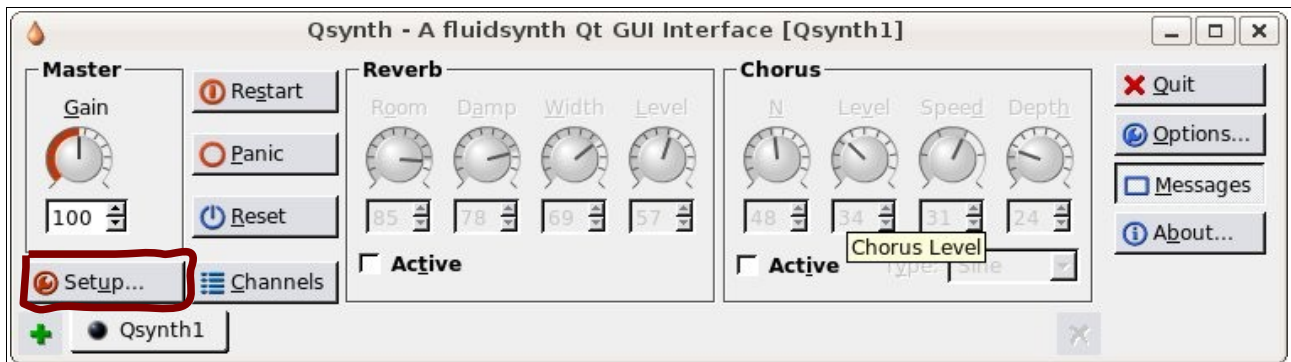 Qsynth - A fluidsynth Qt GUI Interface [Qsynth1]
Master
Gain
100
Setup...
Restart
Panic
Reset
Channels
Reverb
Room Damp Width Level
85 78 69 57
Active
Chorus
N Level Speed Depth
48 34 31 24
Chorus Level
Active Type: Sine
Quit
Options...
Messages
About...
Qsynth1